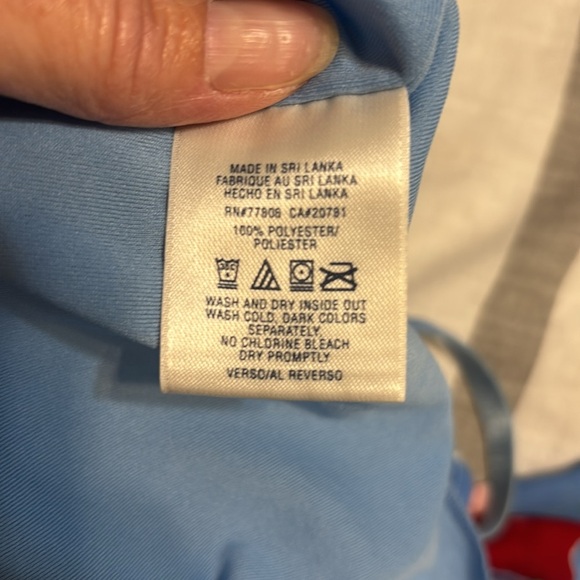 MADE IN SRI LANKA
FABRIQUE AU SRI LANKA
HECHO EN SRI LANKA
RN#77806 CA#20781
100% POLYESTER/
POLIESTER
WASH AND DRY INSIDE OUT
WASH COLD, DARK COLORS
SEPARATELY.
NO CHLORINE BLEACH
DRY PROMPTLY
VERSO/AL REVERSO